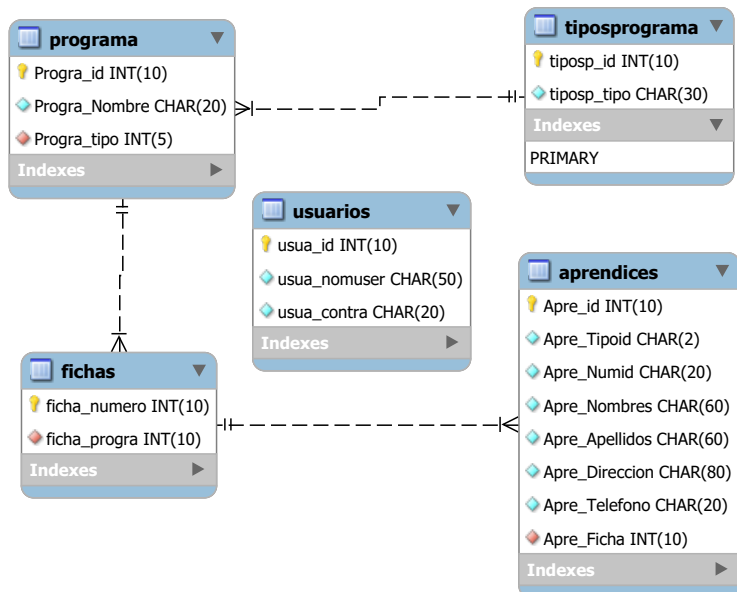 programa
Progra_id INT(10)
Progra_Nombre CHAR(20)
Progra_tipo INT(5)
Indexes
tiposprograma
tiposp_id INT(10)
tiposp_tipo CHAR(30)
Indexes
PRIMARY
usuarios
usua_id INT(10)
usua_nomuser CHAR(50)
usua_contra CHAR(20)
Indexes
fichas
ficha_numero INT(10)
ficha_progra INT(10)
Indexes
aprendices
Apre_id INT(10)
Apre_Tipoid CHAR(2)
Apre_Numid CHAR(20)
Apre_Nombres CHAR(60)
Apre_Apellidos CHAR(60)
Apre_Direccion CHAR(80)
Apre_Telefono CHAR(20)
Apre_Ficha INT(10)
Indexes